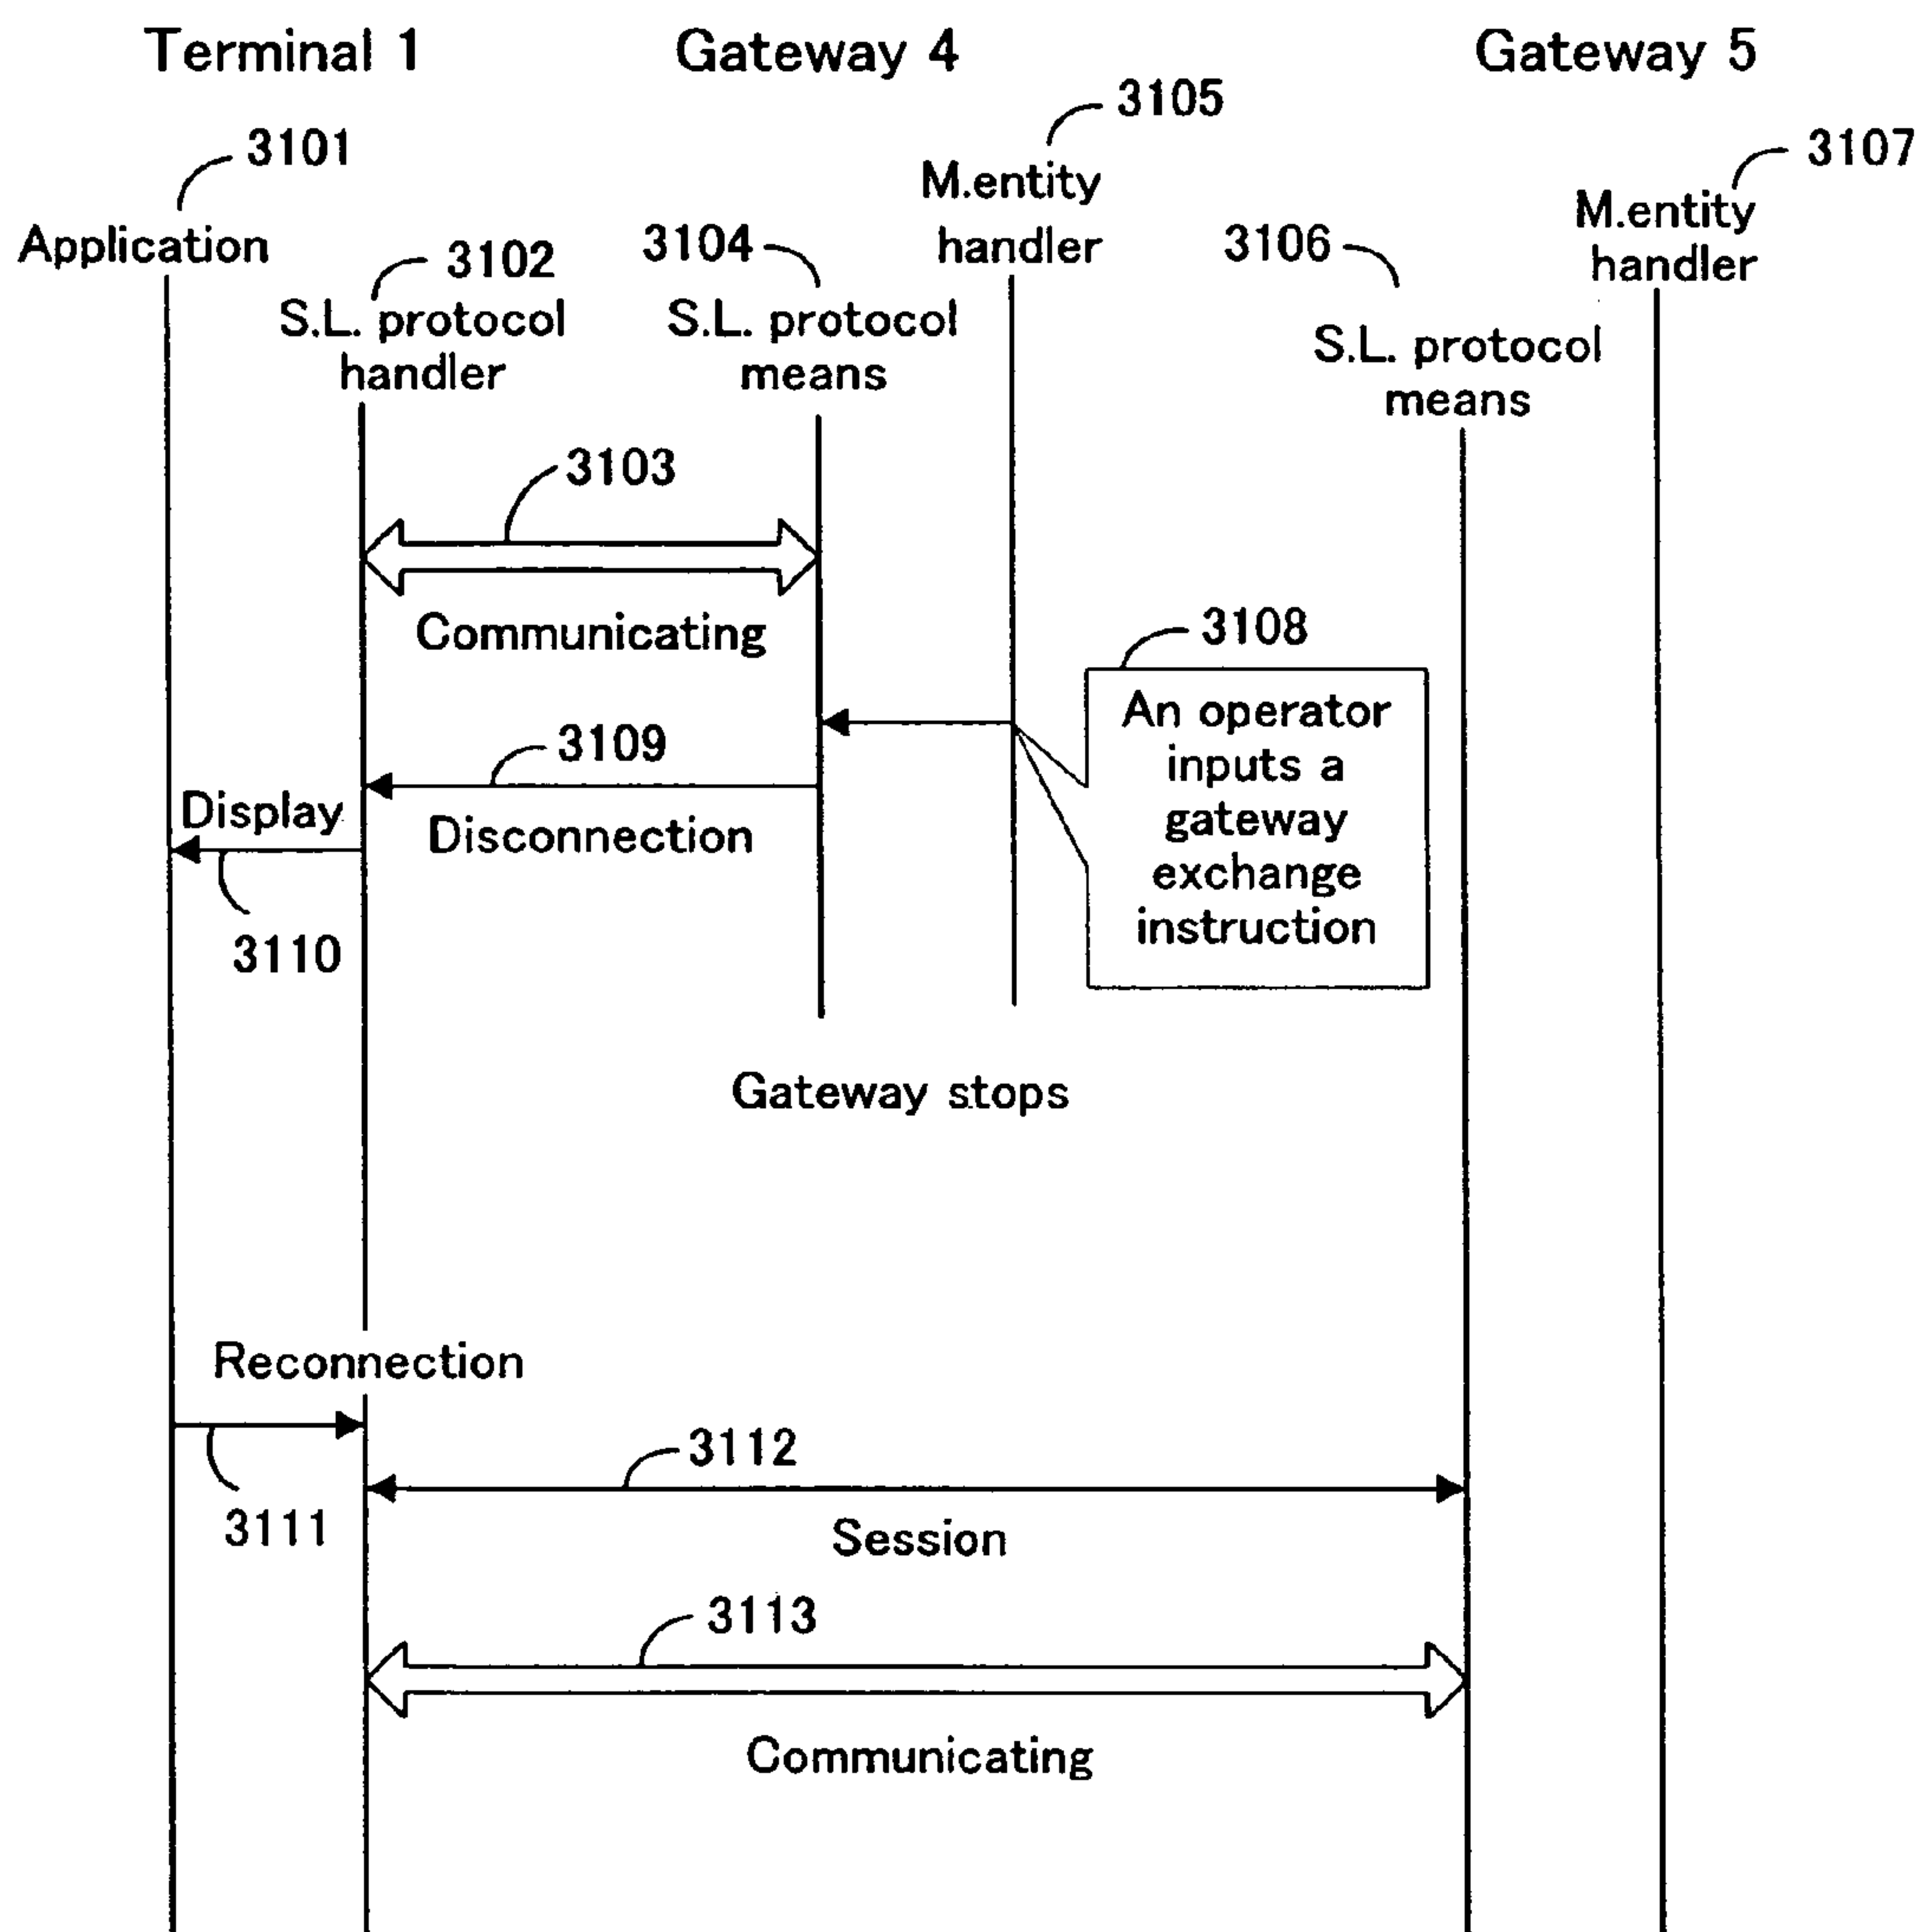 Terminal 1
Gateway 4
Gateway 5
3105
3101
3107
M.entity
handler
M.entity
handler
Application
3102
3104
3106
S.L. protocol
handler
S.L. protocol
means
S.L. protocol
means
3103
Communicating
3108
An operator
inputs a
gateway
exchange
instruction
3109
Display
Disconnection
3110
Gateway stops
Reconnection
3112
3111
Session
3113
Communicating